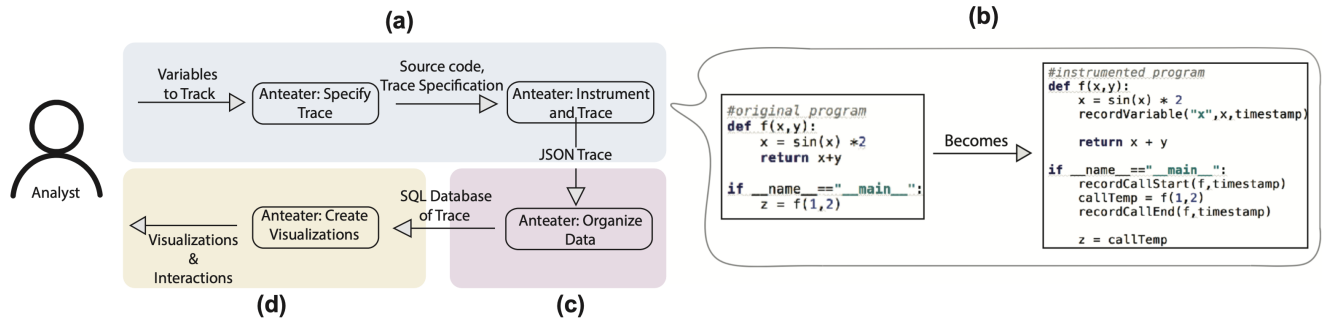 (a)
(b)
Variables
to Track
Anteater: Specify
Trace
Source code,
Trace Specification
Anteater: Instrument
and Trace
JSON Trace
Analyst
Anteater: Organize
Data
SQL Database
of Trace
Anteater: Create
Visualizations
Visualizations
&
Interactions
(d)
(c)
#original program
def f(x,y):
    x = sin(x) *2
    return x+y
if __name__=="__main__":
    z = f(1,2)
Becomes
#instrumented program
def f(x,y):
    x = sin(x) * 2
    recordVariable("x",x,timestamp)
    return x + y
if __name__=="__main__":
    recordCallStart(f,timestamp)
    callTemp = f(1,2)
    recordCallEnd(f,timestamp)
    z = callTemp